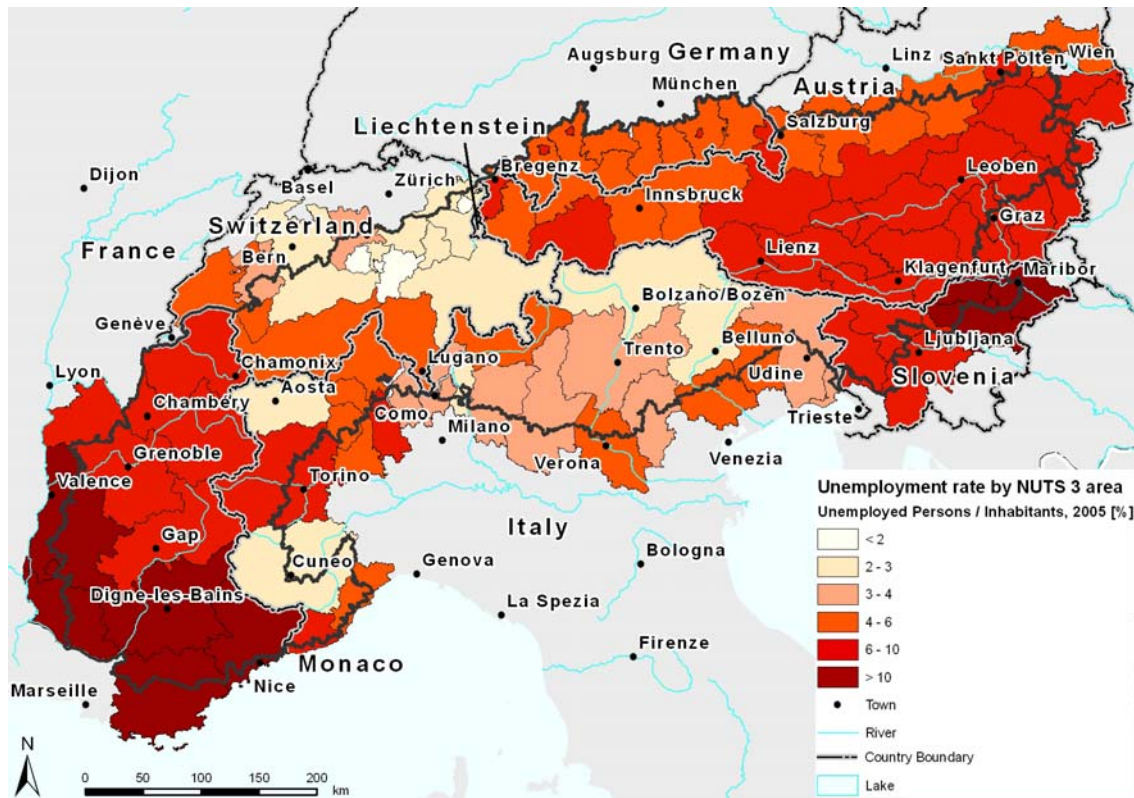 Augsburg
Germany
Linz
Sankt Pölten
Wien
München
Austria
Salzburg
Liechtenstein
Dijon
Basel
Zürich
Bregenz
Innsbruck
Leoben
Graz
Switzerland
France
Bern
Lienz
Klagenfurt
Maribor
Bolzano/Bozen
Genève
Chamonix
Lugano
Trento
Belluno
Ljubljana
Slovenia
Lyon
Aosta
Udine
Chambéry
Como
Milano
Trieste
Grenoble
Verona
Venezia
Valence
Torino
Italy
Gap
Cuneo
Genova
Bologna
Digne-les-Bains
La Spezia
Firenze
Monaco
Marseille
Nice
Unemployment rate by NUTS 3 area
Unemployed Persons / Inhabitants, 2005 [%]
< 2
2 - 3
3 - 4
4 - 6
6 - 10
> 10
Town
River
Country Boundary
Lake
N
0 50 100 150 200
km